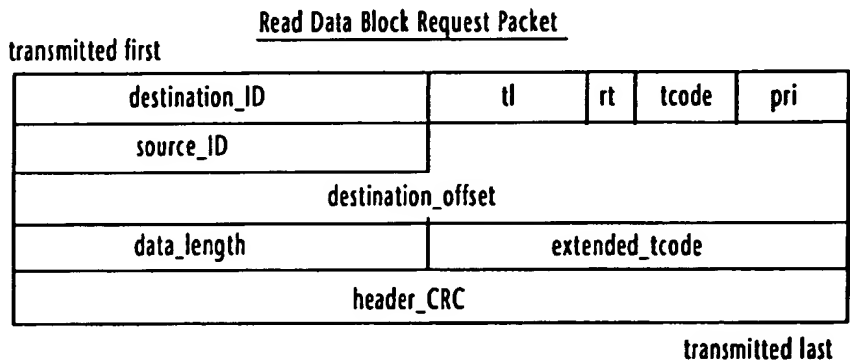 Read Data Block Request Packet
transmitted first
destination_ID tl rt tcode pri
source_ID
destination_offset
data_length extended_tcode
header_CRC
transmitted last